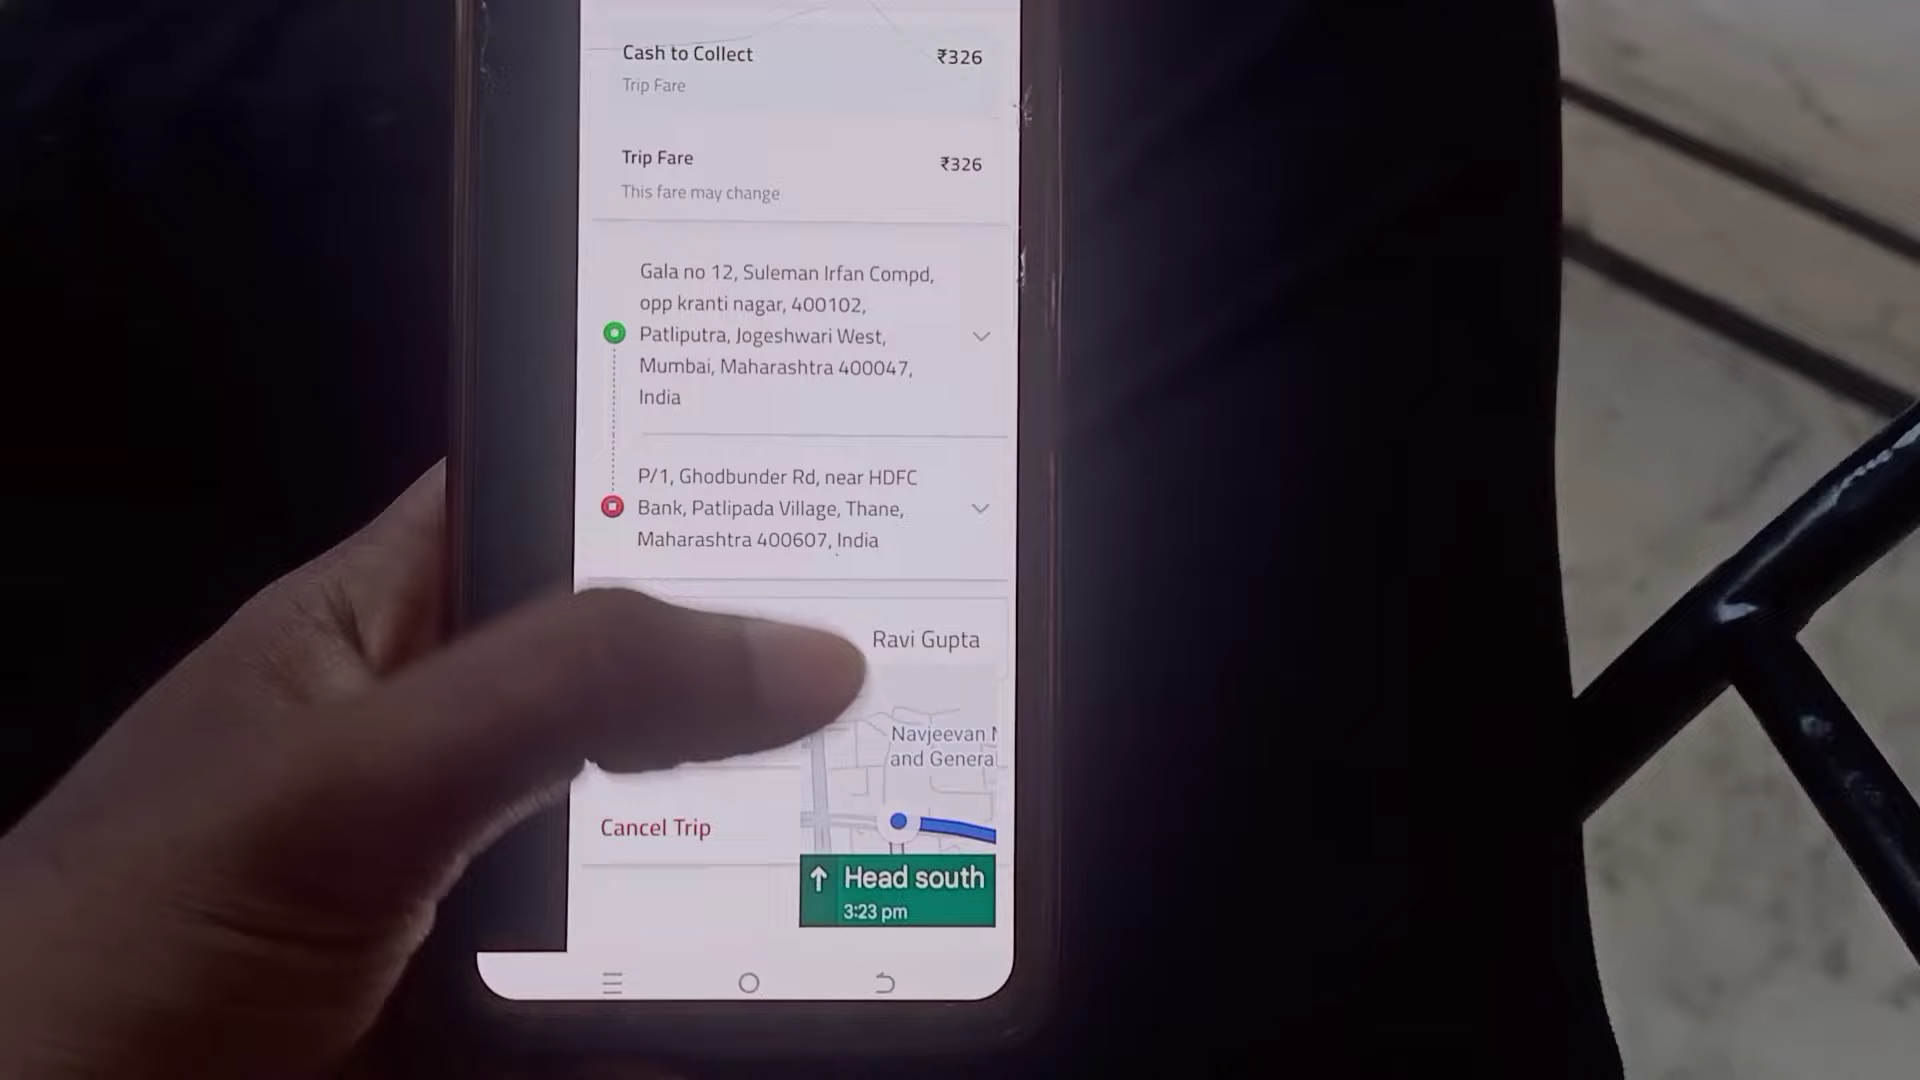 Cash to Collect
₹326
Trip Fare
Trip Fare
₹326
This fare may change
Gala no 12, Suleman Irfan Compd,
opp kranti nagar, 400102,
Patliputra, Jogeshwari West,
Mumbai, Maharashtra 400047,
India
P/1, Ghodbunder Rd, near HDFC
Bank, Patlipada Village, Thane,
Maharashtra 400607, India
Ravi Gupta
Navjeevan
and General
Cancel Trip
Head south
3:23 pm